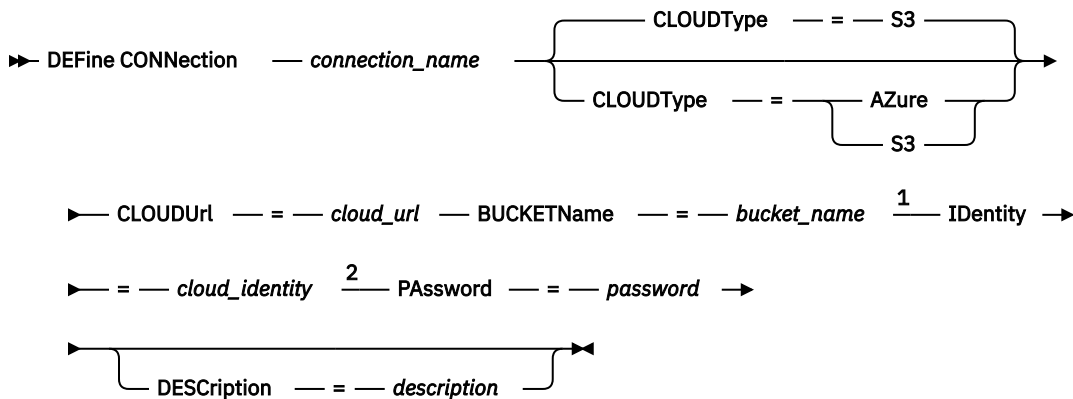 CLOUDType = S3
DEFine CONNection connection_name
CLOUDType = AZure
S3
CLOUDUrl = cloud_url BUCKETName = bucket_name 1 IDentity
= cloud_identity 2 PAssword = password
DESCription = description